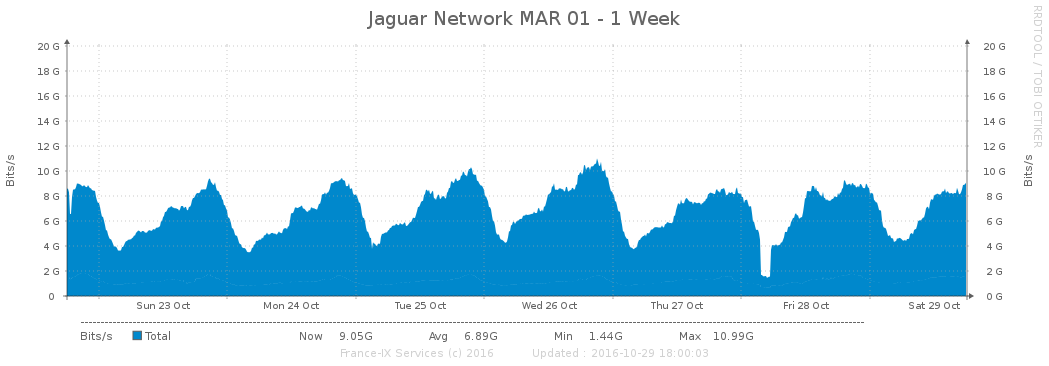 Jaguar Network MAR 01 - 1 Week
RRDTOOL / TOBI OETIKER
Bits/s
20 G 20 G
18 G 18 G
16 G 16 G
14 G 14 G
12 G 12 G
10 G 10 G
8 G 8 G
6 G 6 G
4 G 4 G
2 G 2 G
0 0 G
Bits/s
Sun 23 Oct Mon 24 Oct Tue 25 Oct Wed 26 Oct Thu 27 Oct Fri 28 Oct Sat 29 Oct
Bits/s Total Now 9.05G Avg 6.89G Min 1.44G Max 10.99G
France-IX Services (c) 2016 Updated : 2016-10-29 18:00:03